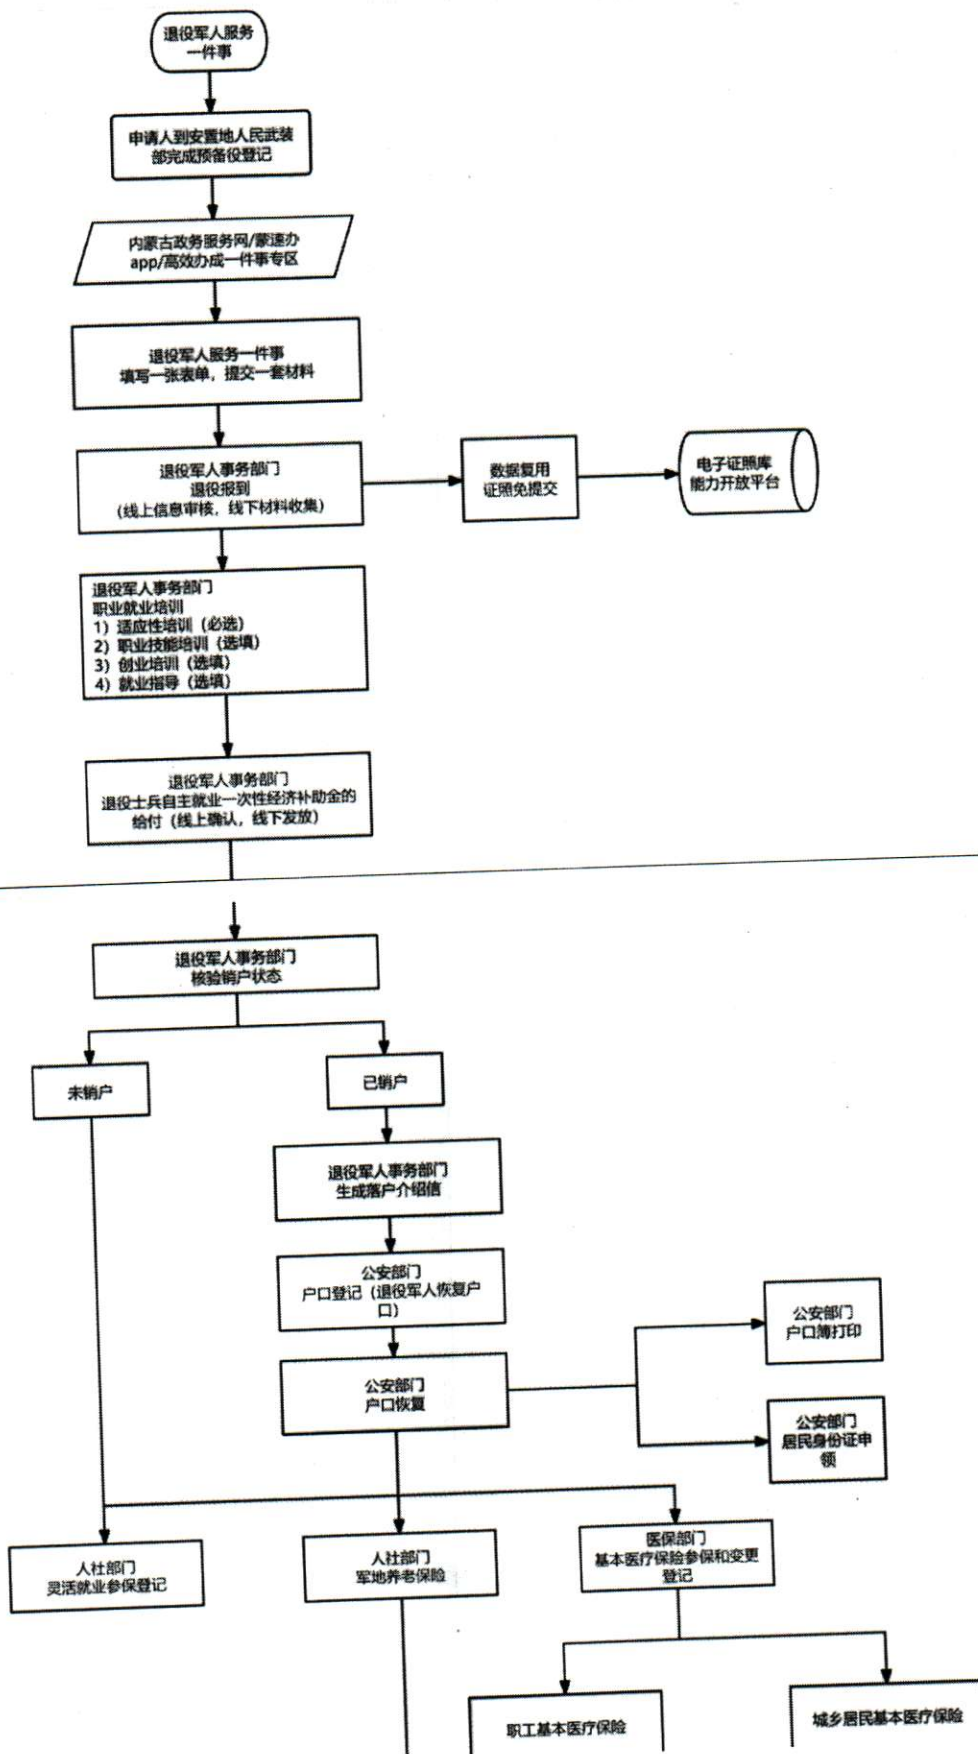 退役军人服务
一件事
申请人到安置地人民武装
部完成预备役登记
内蒙古政务服务网/蒙速办
app/高效办成一件事专区
退役军人服务一件事
填写一张表单，提交一套材料
退役军人事务部门
退役报到
（线上信息审核，线下材料收集）
数据复用
证照免提交
电子证照库
能力开放平台
退役军人事务部门
职业就业培训
1）适应性培训（必选）
2）职业技能培训（选填）
3）创业培训（选填）
4）就业指导（选填）
退役军人事务部门
退役士兵自主就业一次性经济补助金的
给付（线上确认，线下发放）
退役军人事务部门
核验销户状态
未销户
已销户
退役军人事务部门
生成落户介绍信
公安部门
户口登记（退役军人恢复户
口）
公安部门
户口恢复
公安部门
户口簿打印
公安部门
居民身份证申
领
人社部门
灵活就业参保登记
人社部门
军地养老保险
医保部门
基本医疗保险参保和变更
登记
职工基本医疗保险
城乡居民基本医疗保险